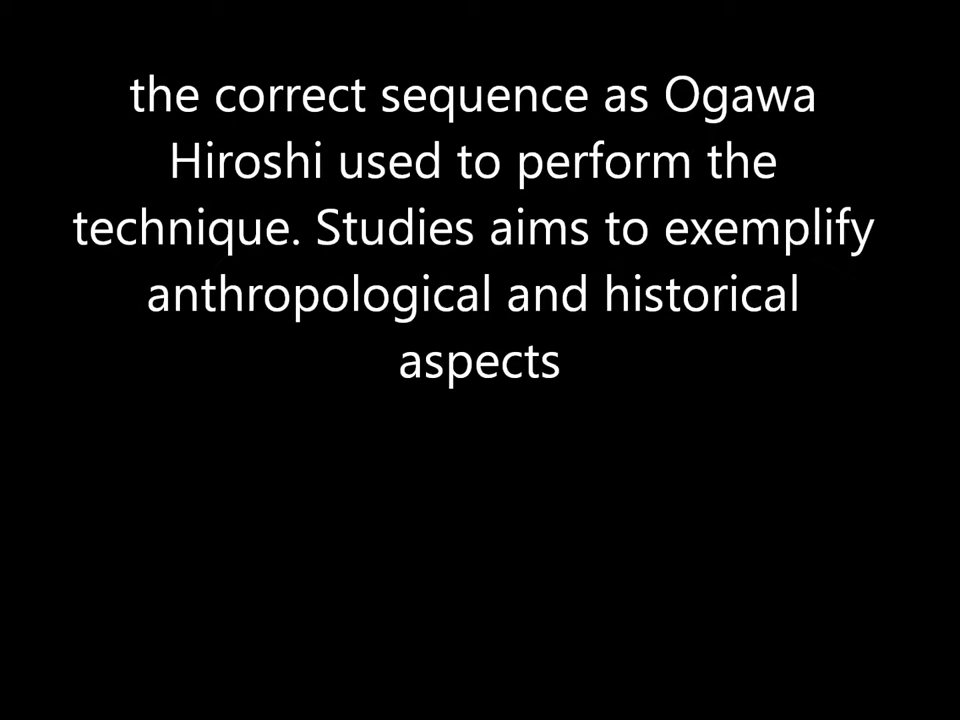 the correct sequence as Ogawa
Hiroshi used to perform the
technique. Studies aims to exemplify
anthropological and historical
aspects